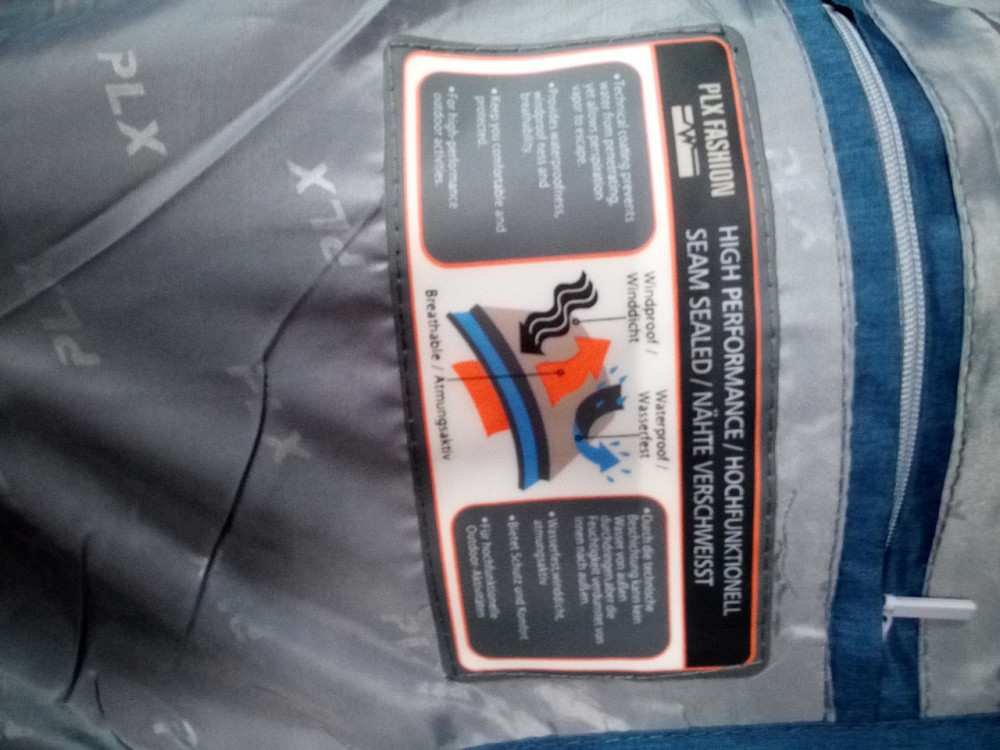 PLX FASHION
HIGH PERFORMANCE / HOCHFUNKTIONELL
SEAM SEALED / NÄHTE VERSCHWEISST
•Technical coating prevents
water from penetrating,
yet allows perspiration
vapor to escape.
•Provides waterproofness,
windproof ness and
breathability.
•Keep you comfortable and
protected.
•For high-performance
outdoor activities.
Windproof /
Winddicht
Waterproof /
Wasserfest
Breathable / Atmungsaktiv
•Durch die technische
Beschichtung kann kein
Wasser von außen
durchdringen,aber die
Feuchtigkeit verdunstet von
innen nach außen.
•Wasserfest,winddicht,
atmungsaktiv
•Bietet Schutz und Komfort
•Für hochfunktionelle
Outdoor-Aktivitäten
PLX
PLX
PLX
PLX